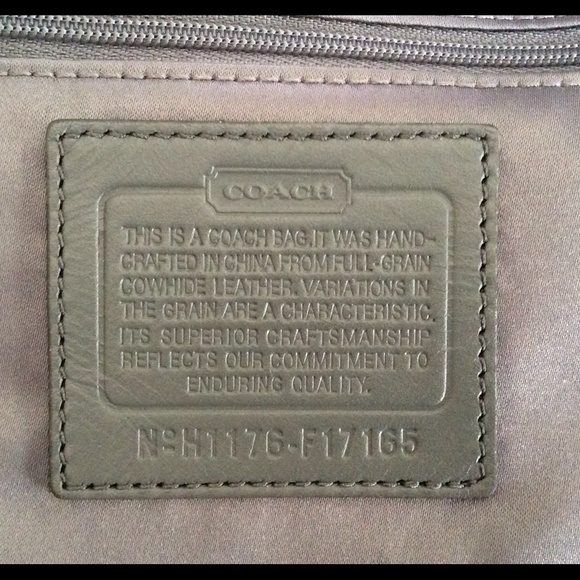 COACH
THIS IS A COACH BAG.IT WAS HAND-
CRAFTED IN CHINA FROM FULL-GRAIN
COWHIDE LEATHER. VARIATIONS IN
THE GRAIN ARE A CHARACTERISTIC.
ITS SUPERIOR CRAFTSMANSHIP
REFLECTS OUR COMMITMENT TO
ENDURING QUALITY.
Nº H1176-F17165